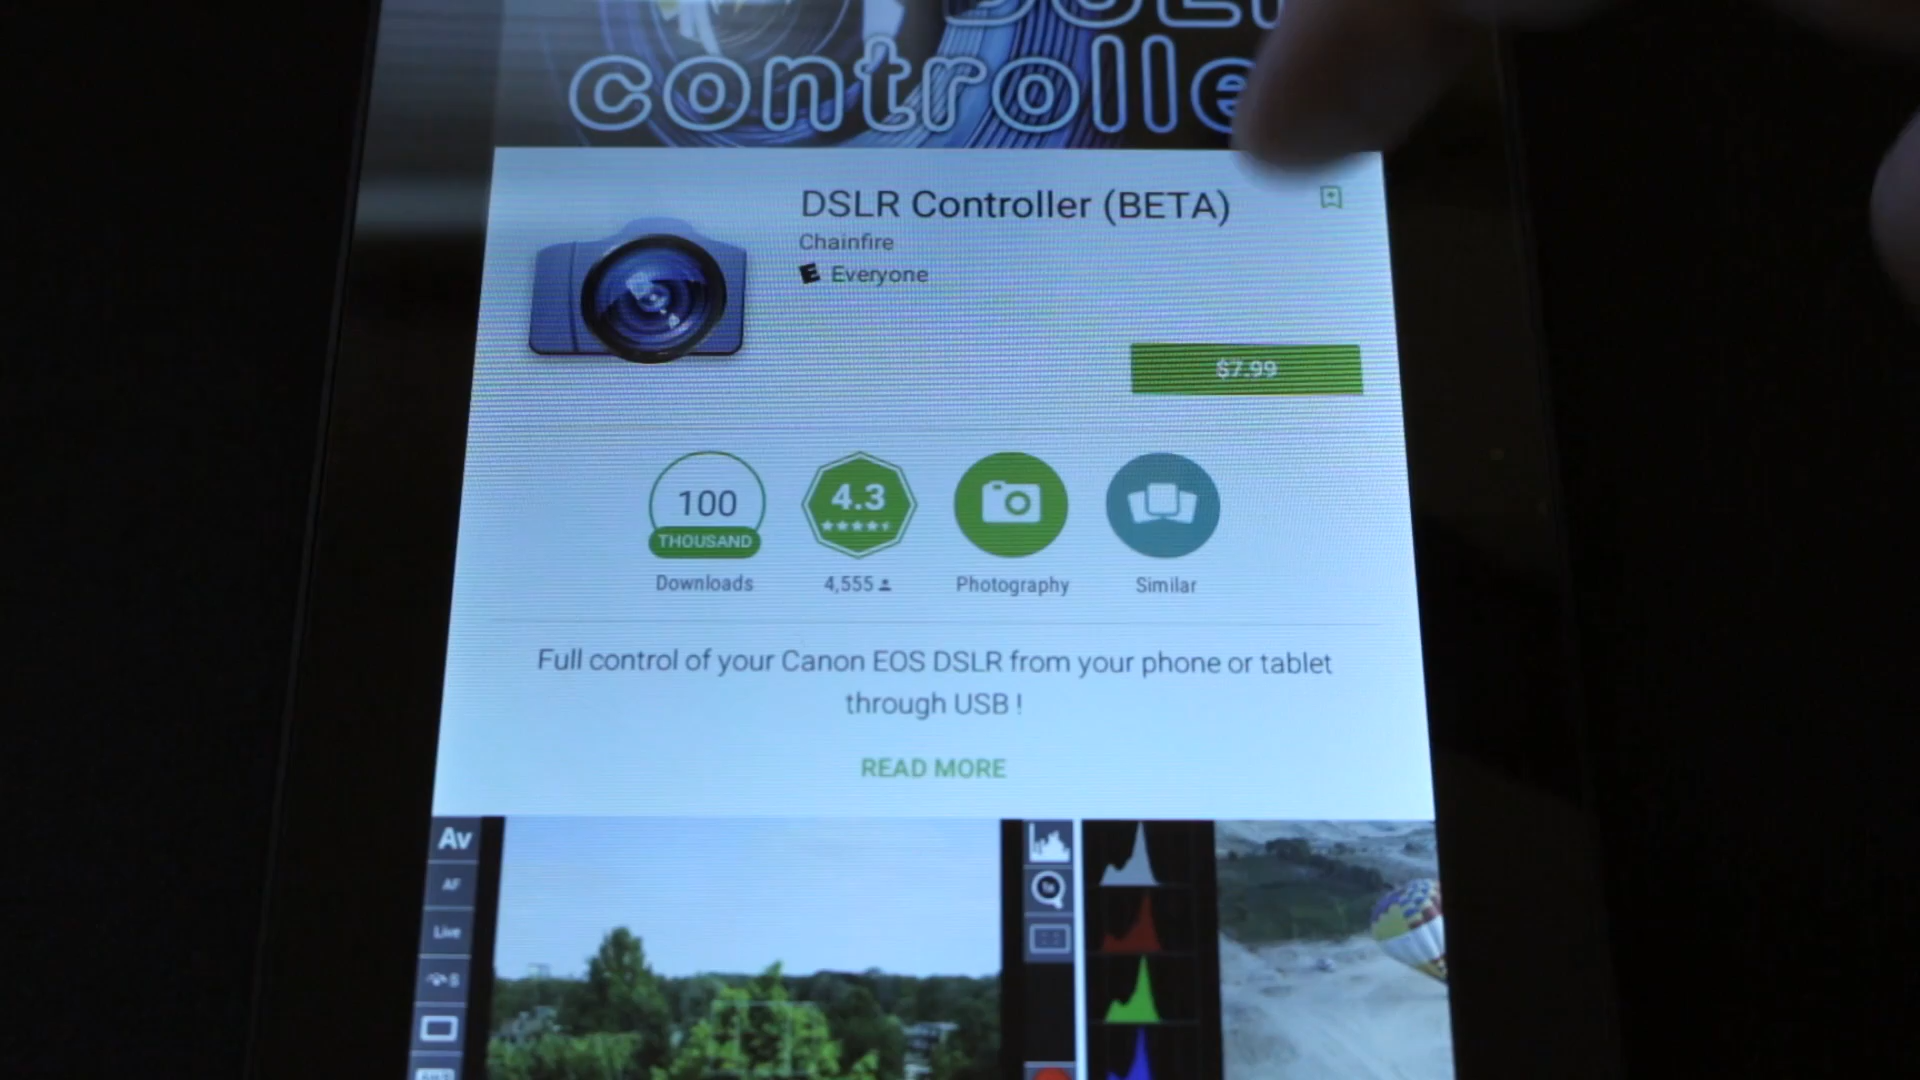 DSLR
controlle
DSLR Controller (BETA)
Chainfire
E Everyone
$7.99
100
THOUSAND
Downloads
4.3
4,555
Photography
Similar
Full control of your Canon EOS DSLR from your phone or tablet
through USB !
READ MORE
Av
AF
Live